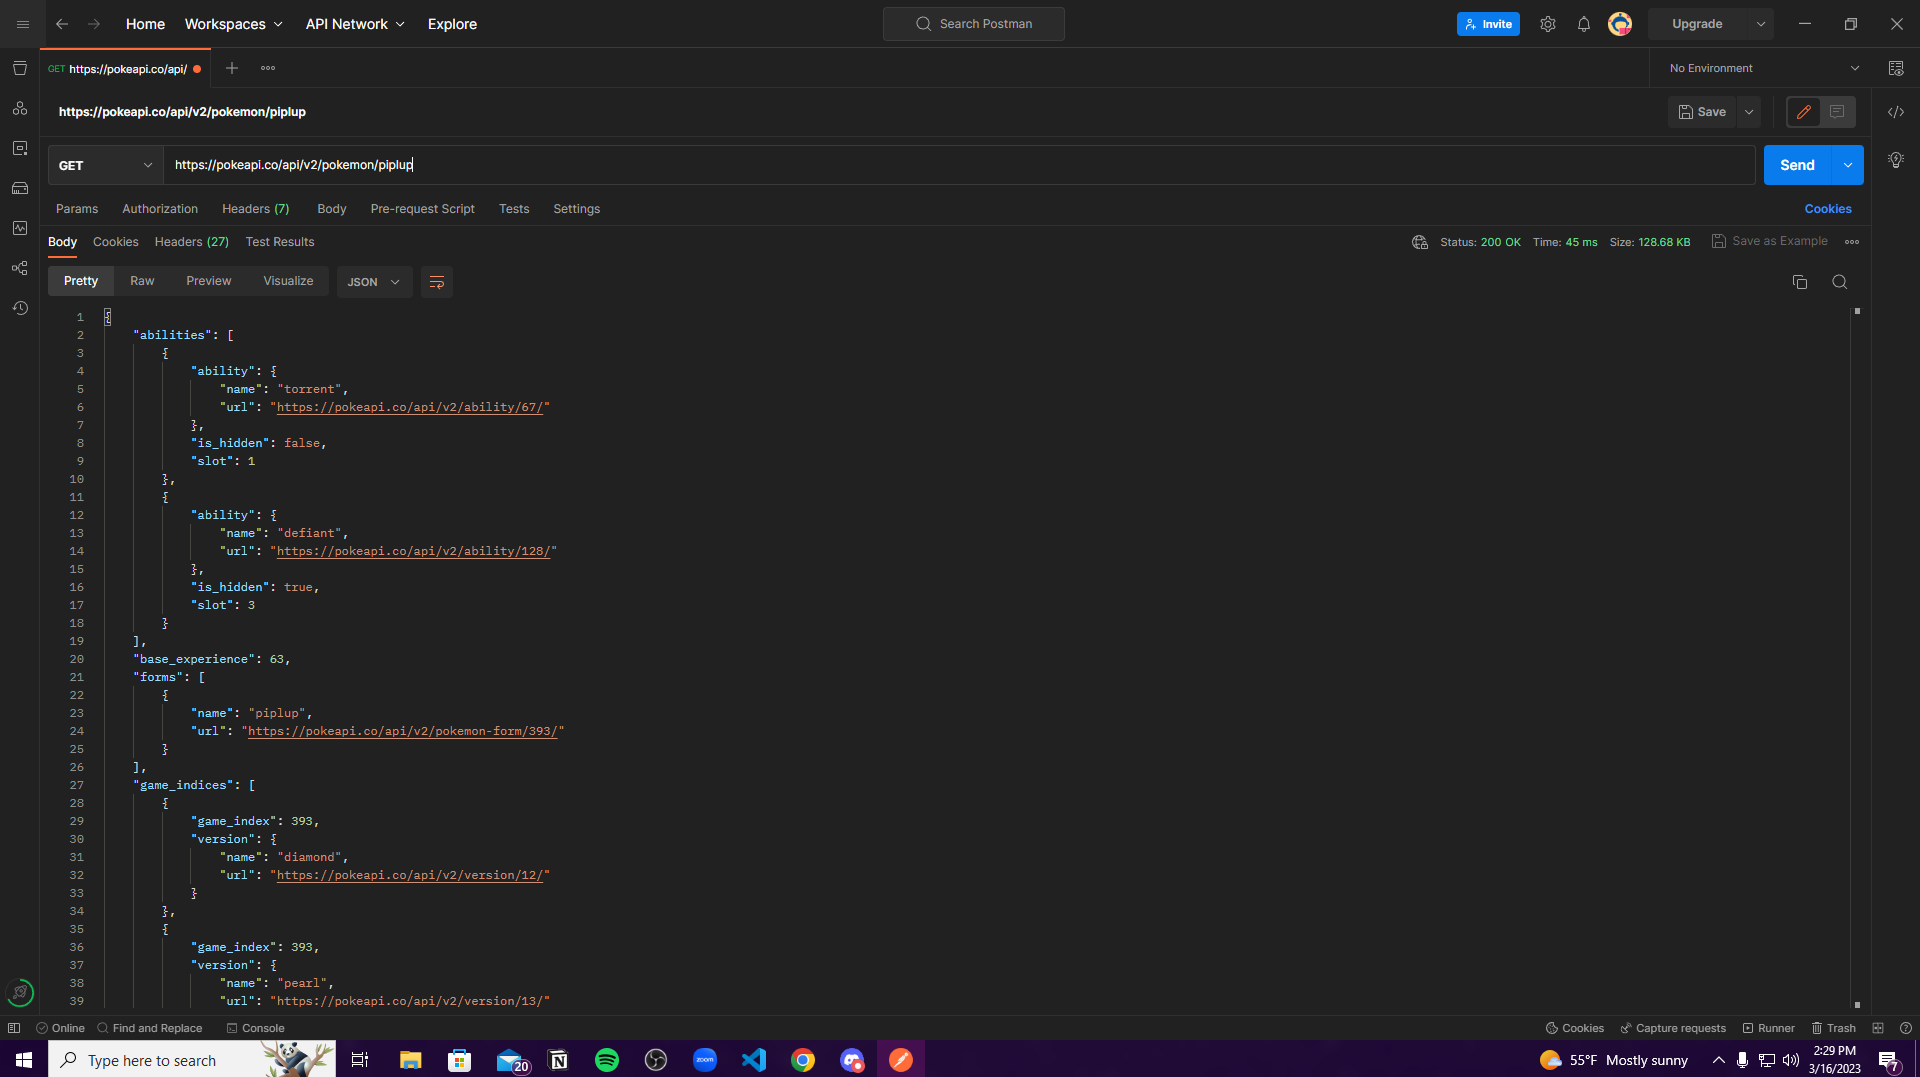 Home Workspaces API Network Explore Search Postman Invite Upgrade
GET https://pokeapi.co/api/ No Environment
https://pokeapi.co/api/v2/pokemon/piplup Save
GET https://pokeapi.co/api/v2/pokemon/piplup Send
Params Authorization Headers (7) Body Pre-request Script Tests Settings Cookies
Body Cookies Headers (27) Test Results Status: 200 OK Time: 45 ms Size: 128.68 KB Save as Example
Pretty Raw Preview Visualize JSON
1 {
2 "abilities": [
3 {
4 "ability": {
5 "name": "torrent",
6 "url": "https://pokeapi.co/api/v2/ability/67/"
7 },
8 "is_hidden": false,
9 "slot": 1
10 },
11 {
12 "ability": {
13 "name": "defiant",
14 "url": "https://pokeapi.co/api/v2/ability/128/"
15 },
16 "is_hidden": true,
17 "slot": 3
18 }
19 ],
20 "base_experience": 63,
21 "forms": [
22 {
23 "name": "piplup",
24 "url": "https://pokeapi.co/api/v2/pokemon-form/393/"
25 }
26 ],
27 "game_indices": [
28 {
29 "game_index": 393,
30 "version": {
31 "name": "diamond",
32 "url": "https://pokeapi.co/api/v2/version/12/"
33 }
34 },
35 {
36 "game_index": 393,
37 "version": {
38 "name": "pearl",
39 "url": "https://pokeapi.co/api/v2/version/13/"
Online Find and Replace Console Cookies Capture requests Runner Trash
Type here to search 20 zoom 55°F Mostly sunny 2:29 PM 7
3/16/2023